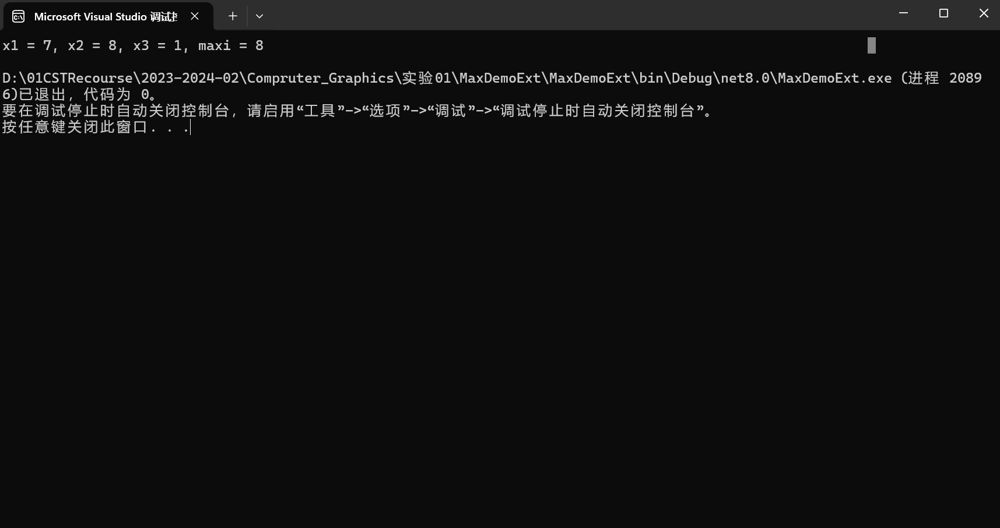 Microsoft Visual Studio 调试
x1 = 7, x2 = 8, x3 = 1, maxi = 8
D:\01CSTRecourse\2023-2024-02\Compruter_Graphics\实验01\MaxDemoExt\MaxDemoExt\bin\Debug\net8.0\MaxDemoExt.exe (进程 2089
6)已退出，代码为 0。
要在调试停止时自动关闭控制台，请启用“工具”->“选项”->“调试”->“调试停止时自动关闭控制台”。
按任意键关闭此窗口. . .